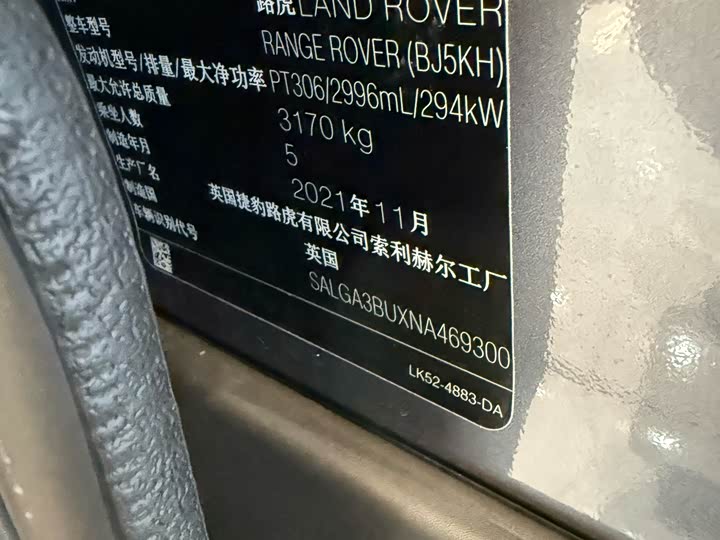 路虎LAND ROVER
整车型号 RANGE ROVER (BJ5KH)
发动机型号/排量/最大净功率 PT306/2996mL/294kW
最大允许总质量 3170 kg
乘坐人数 5
制造年月 2021年11月
生产厂名 英国捷豹路虎有限公司索利赫尔工厂
制造国 英国
车辆识别代号 SALGA3BUXNA469300
LK52-4883-DA